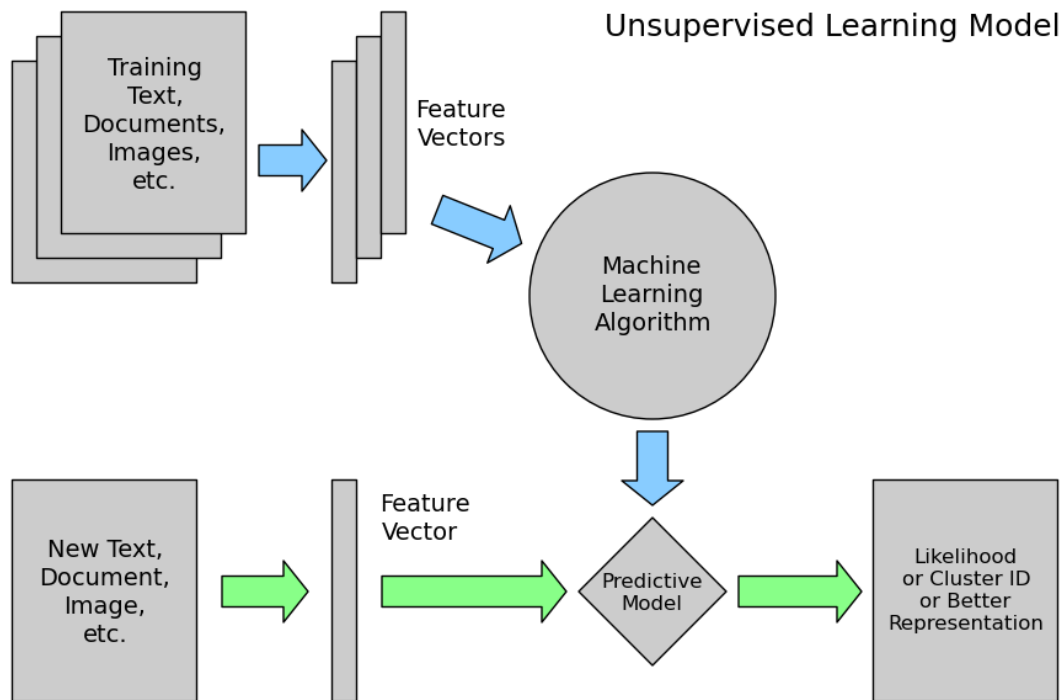 Unsupervised Learning Model
Training
Text,
Documents,
Images,
etc.
Feature
Vectors
Machine
Learning
Algorithm
New Text,
Document,
Image,
etc.
Feature
Vector
Predictive
Model
Likelihood
or Cluster ID
or Better
Representation